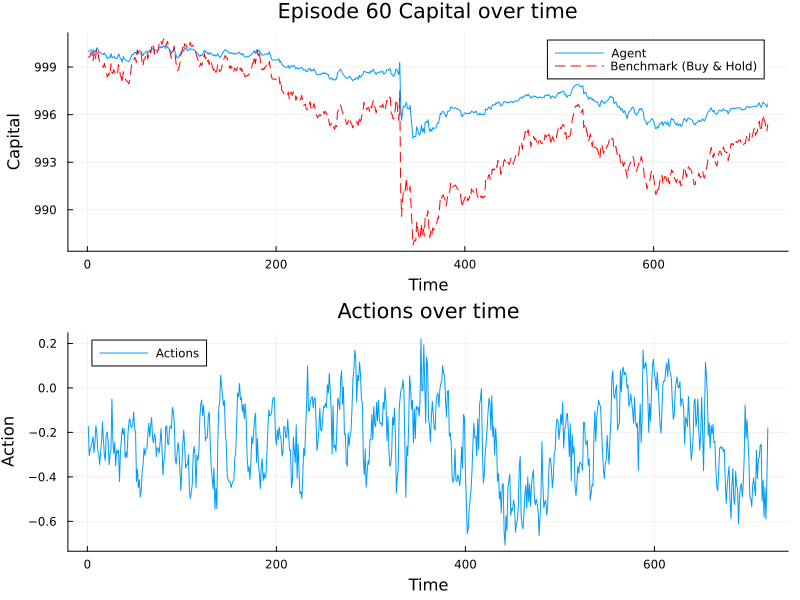 Episode 60 Capital over time
Capital
999
996
993
990
Agent
Benchmark (Buy & Hold)
0
200
400
600
Time
Actions over time
Action
0.2
0.0
−0.2
−0.4
−0.6
Actions
0
200
400
600
Time